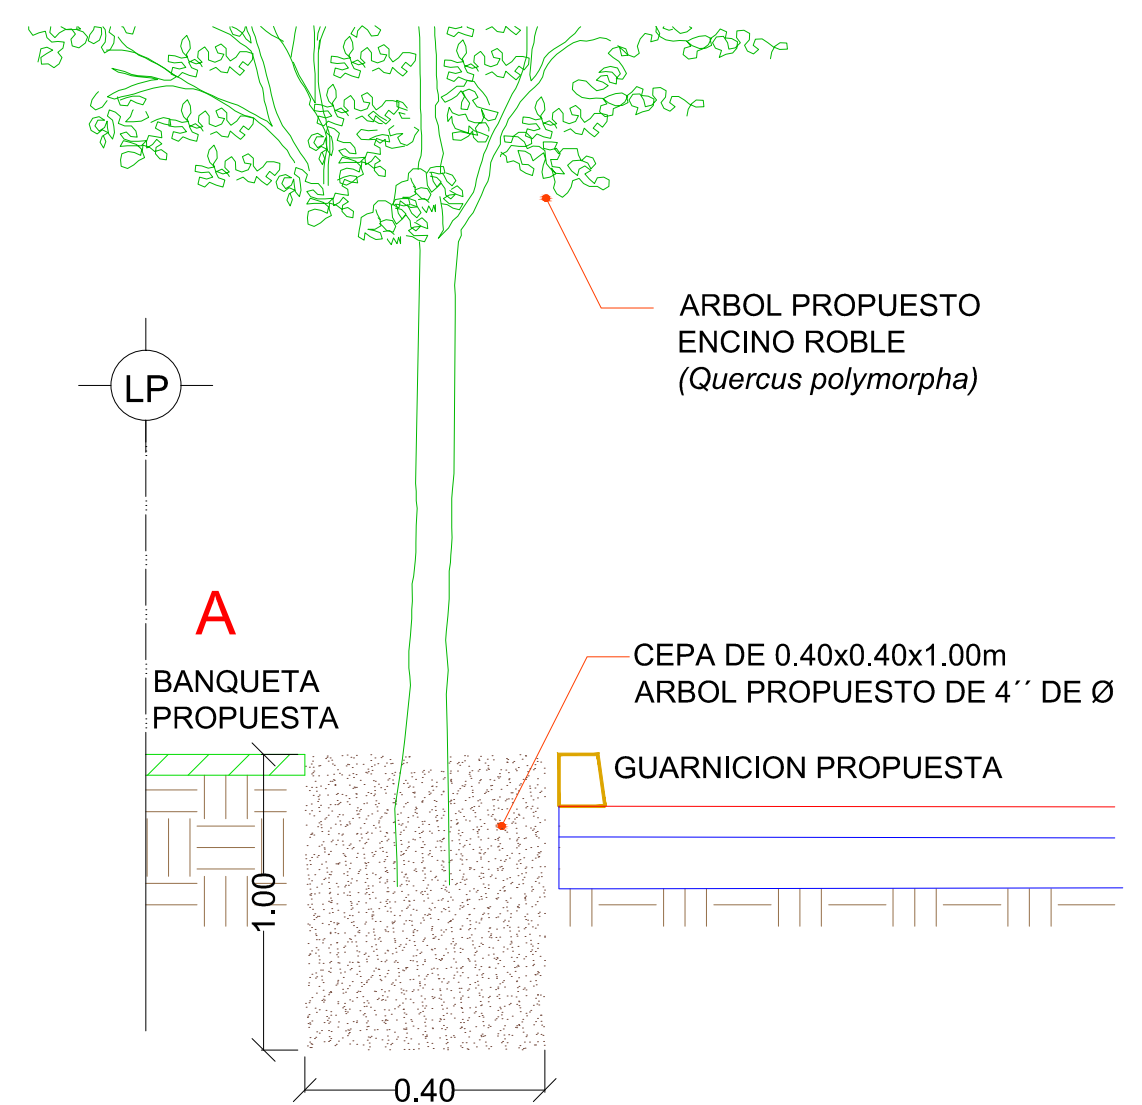 ARBOL PROPUESTO
ENCINO ROBLE
(Quercus polymorpha)
LP
A
BANQUETA
PROPUESTA
CEPA DE 0.40x0.40x1.00m
ARBOL PROPUESTO DE 4´´ DE Ø
GUARNICION PROPUESTA
1.00
0.40